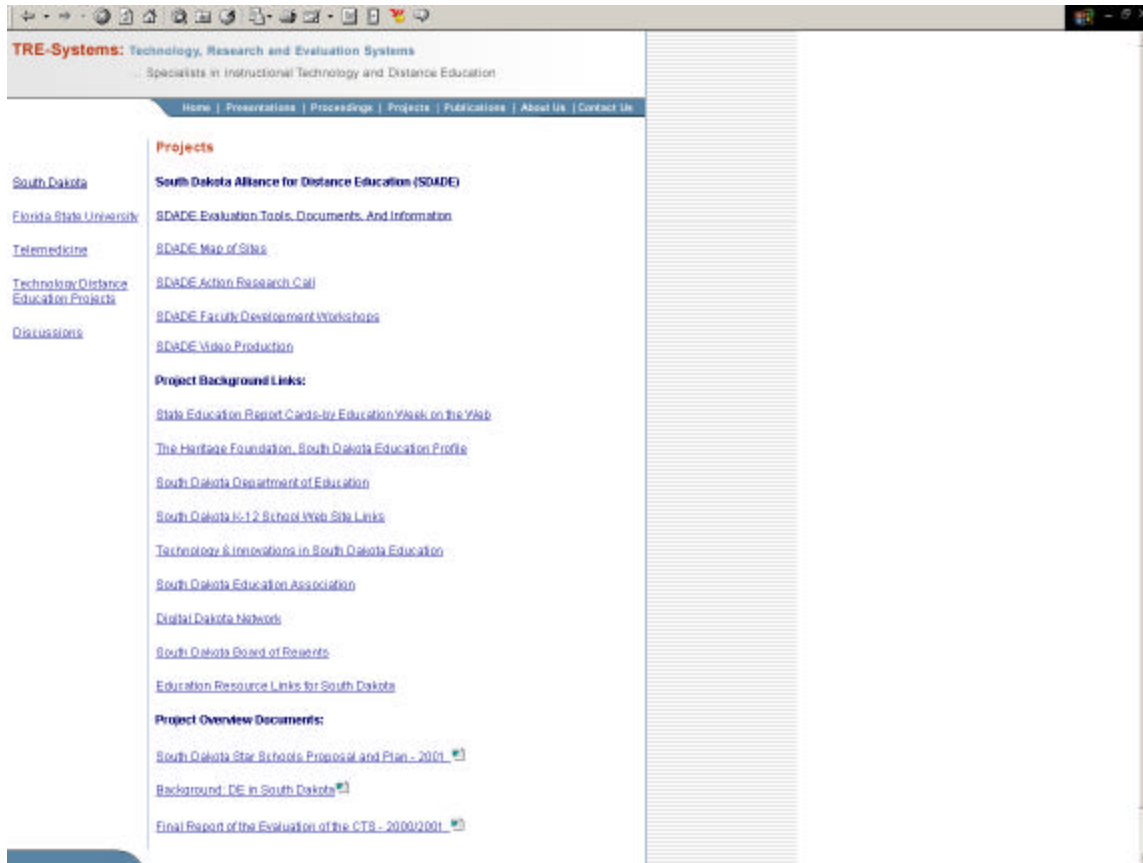 TRE-Systems: Technology, Research and Evaluation Systems
Specialists in Instructional Technology and Distance Education
Home | Presentations | Proceedings | Projects | Publications | About Us | Contact Us
Projects
South Dakota
Florida State University
Telemedicine
Technology Distance
Education Projects
Discussions
South Dakota Alliance for Distance Education (SDADE)
SDADE Evaluation Tools, Documents, And Information
SDADE Map of Sites
SDADE Action Research Call
SDADE Faculty Development Workshops
SDADE Video Production
Project Background Links:
State Education Report Cards-by Education Week on the Web
The Heritage Foundation, South Dakota Education Profile
South Dakota Department of Education
South Dakota K-12 School Web Site Links
Technology & innovations in South Dakota Education
South Dakota Education Association
Digital Dakota Network
South Dakota Board of Regents
Education Resource Links for South Dakota
Project Overview Documents:
South Dakota Star Schools Proposal and Plan - 2001
Background: DE in South Dakota
Final Report of the Evaluation of the CTS - 2000/2001